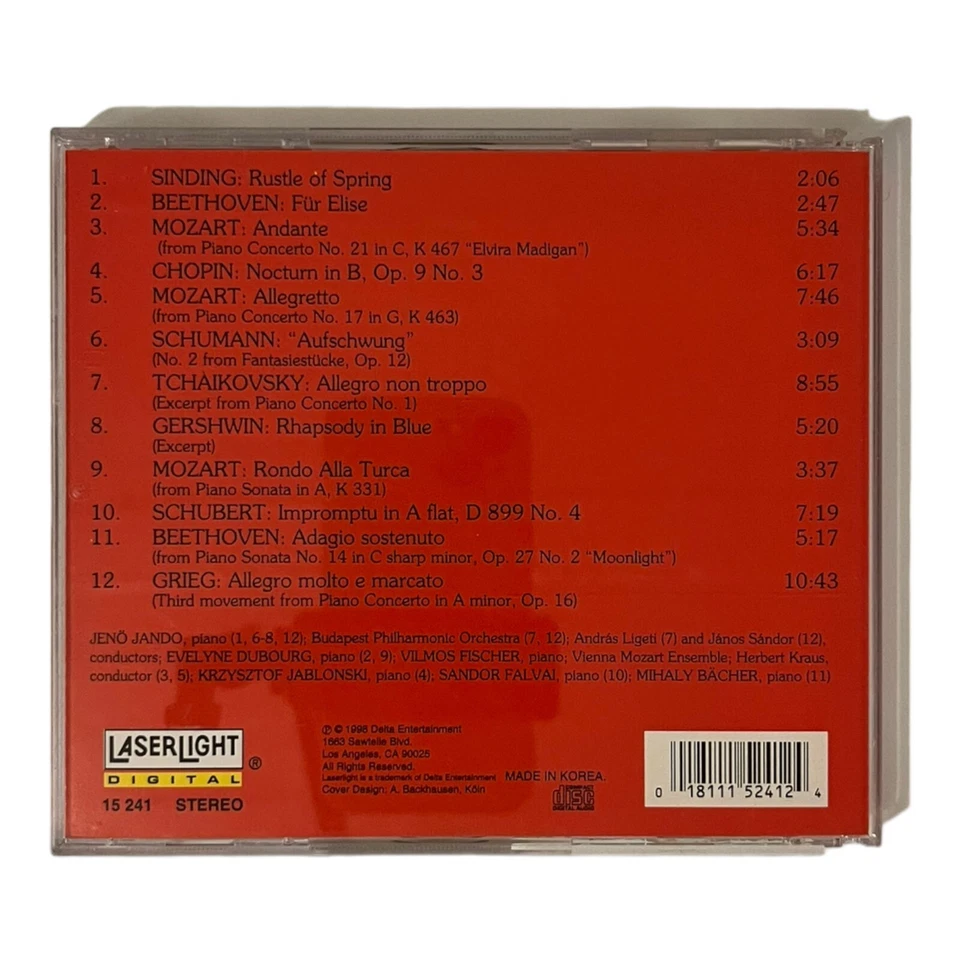 1. SINDING: Rustle of Spring 2:06
2. BEETHOVEN: Für Elise 2:47
3. MOZART: Andante 5:34
(from Piano Concerto No. 21 in C, K 467 “Elvira Madigan”)
4. CHOPIN: Nocturn in B, Op. 9 No. 3 6:17
5. MOZART: Allegretto 7:46
(from Piano Concerto No. 17 in G, K 463)
6. SCHUMANN: “Aufschwung” 3:09
(No. 2 from Fantasiestücke, Op. 12)
7. TCHAIKOVSKY: Allegro non troppo 8:55
(Excerpt from Piano Concerto No. 1)
8. GERSHWIN: Rhapsody in Blue 5:20
(Excerpt)
9. MOZART: Rondo Alla Turca 3:37
(from Piano Sonata in A, K 331)
10. SCHUBERT: Impromptu in A flat, D 899 No. 4 7:19
11. BEETHOVEN: Adagio sostenuto 5:17
(from Piano Sonata No. 14 in C sharp minor, Op. 27 No. 2 “Moonlight”)
12. GRIEG: Allegro molto e marcato 10:43
(Third movement from Piano Concerto in A minor, Op. 16)
JENÖ JANDO, piano (1, 6-8, 12); Budapest Philharmonic Orchestra (7, 12); András Ligeti (7) and János Sándor (12),
conductors; EVELYNE DUBOURG, piano (2, 9); VILMOS FISCHER, piano; Vienna Mozart Ensemble; Herbert Kraus,
conductor (3, 5); KRZYSZTOF JABLONSKI, piano (4); SANDOR FALVAI, piano (10); MIHALY BÄCHER, piano (11)
LASERLIGHT ®
DIGITAL
15 241 STEREO
℗ © 1998 Delta Entertainment
1663 Sawtelle Blvd.
Los Angeles, CA 90025
All Rights Reserved.
Laserlight is a trademark of Delta Entertainment
Cover Design: A. Backhausen, Köln
MADE IN KOREA.
COMPACT
disc
DIGITAL AUDIO
0 18111 52412 4